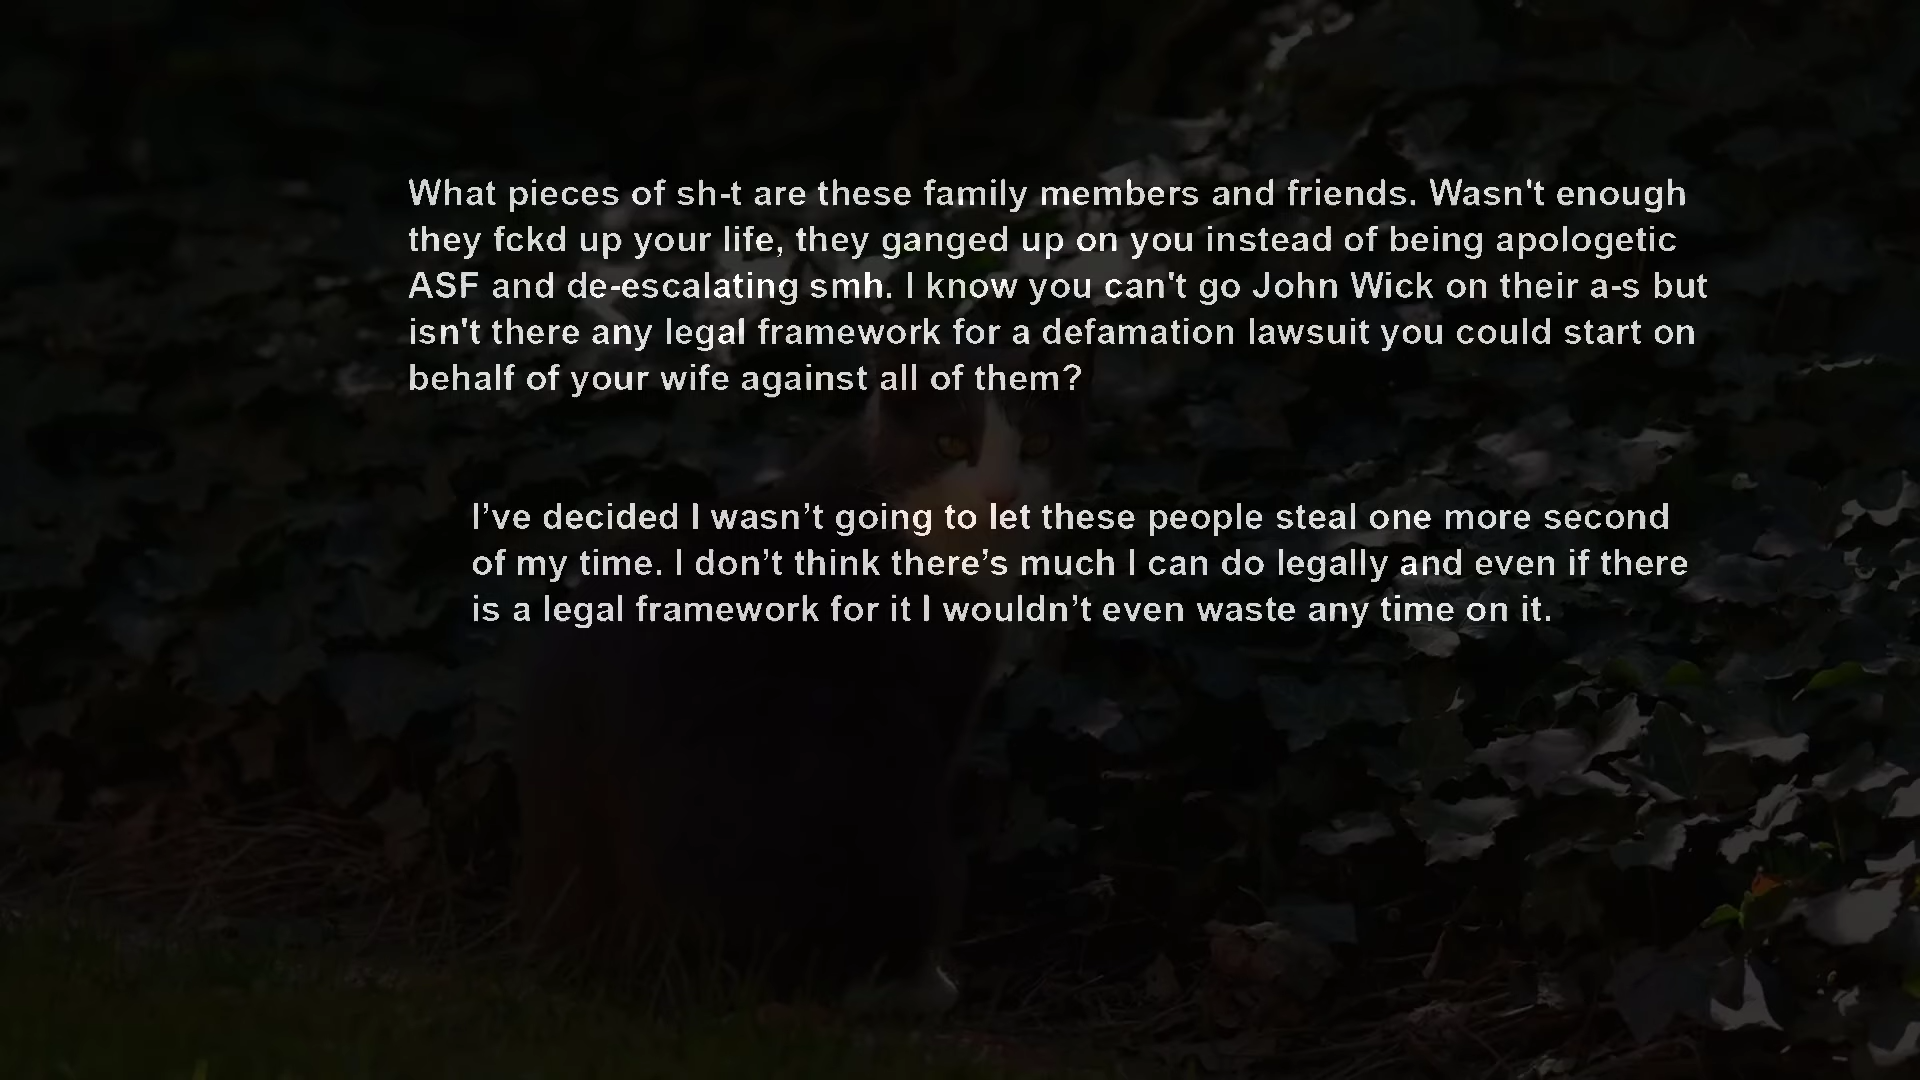 What pieces of sh-t are these family members and friends. Wasn't enough
they fckd up your life, they ganged up on you instead of being apologetic
ASF and de-escalating smh. I know you can't go John Wick on their a-s but
isn't there any legal framework for a defamation lawsuit you could start on
behalf of your wife against all of them?
I’ve decided I wasn’t going to let these people steal one more second
of my time. I don’t think there’s much I can do legally and even if there
is a legal framework for it I wouldn’t even waste any time on it.